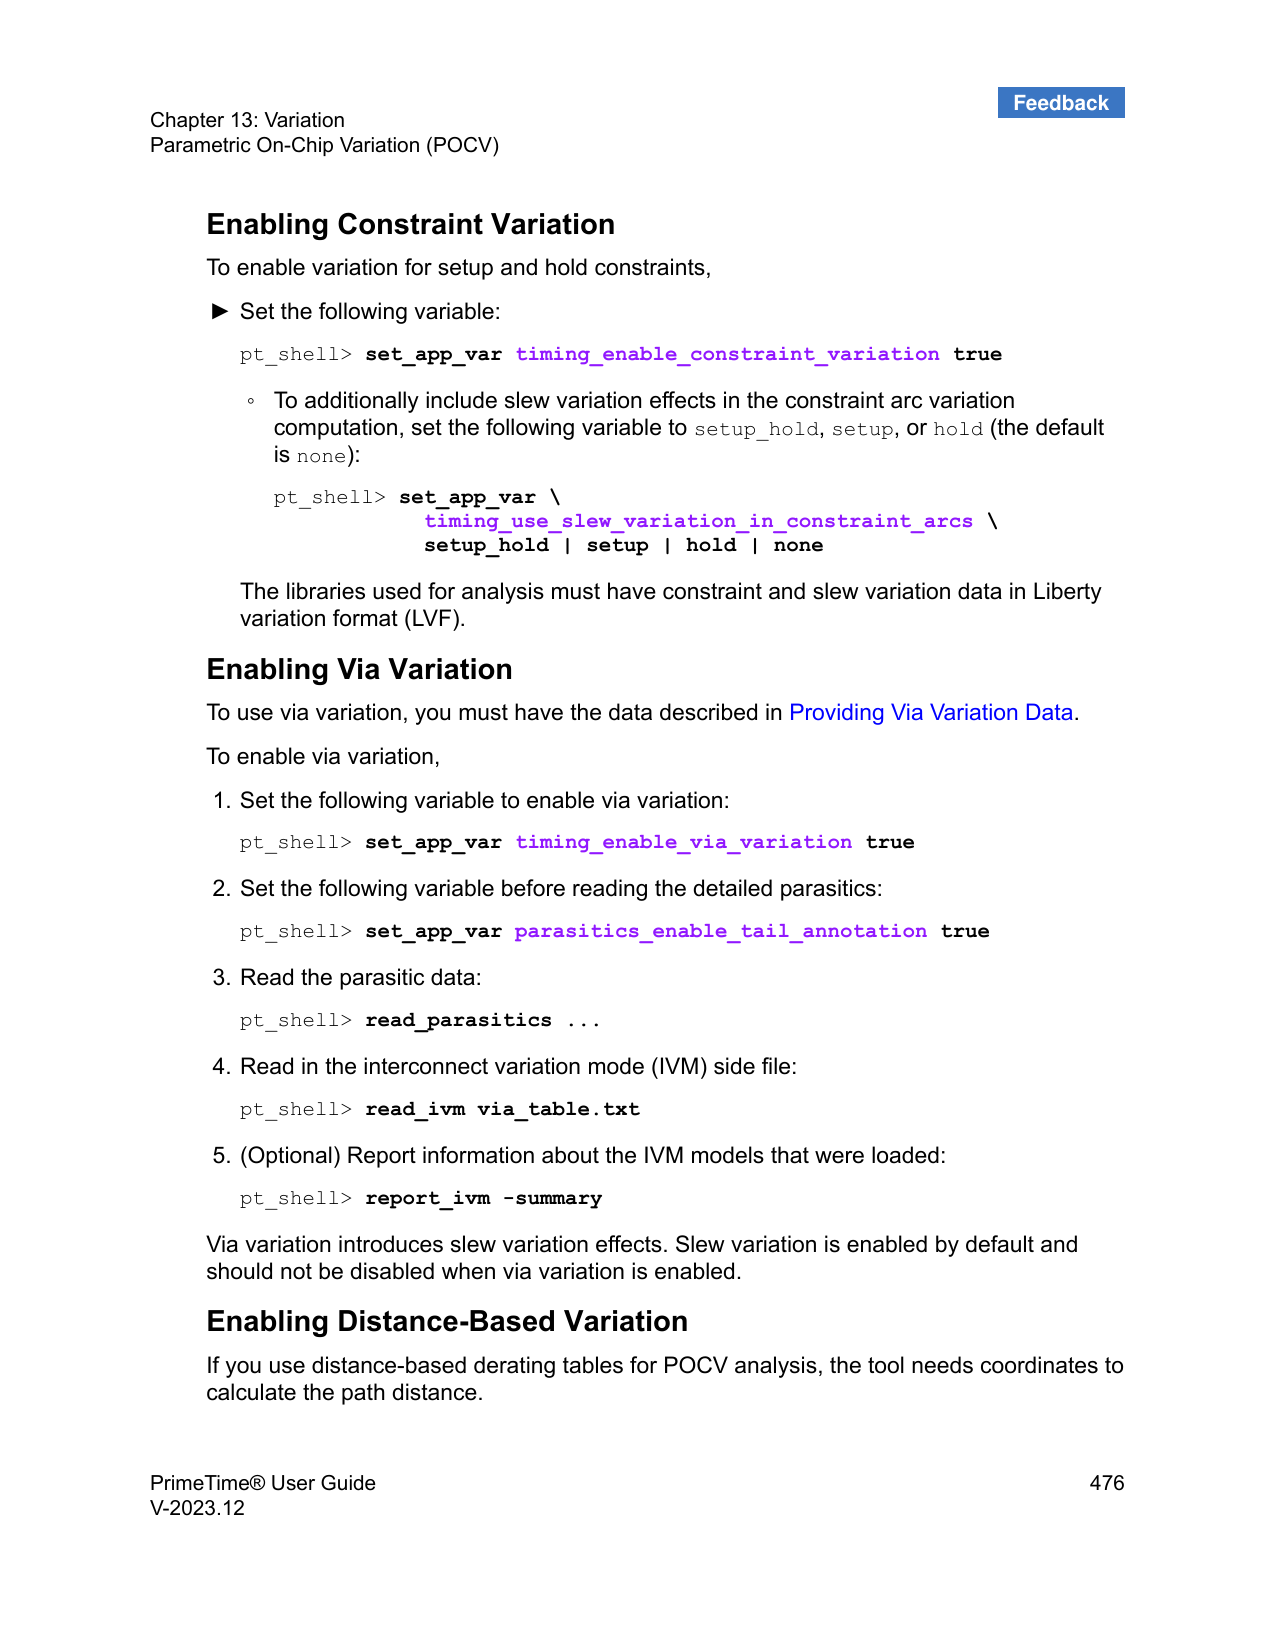 Feedback
Chapter 13: Variation
Parametric On-Chip Variation (POCV)
Enabling Constraint Variation
To enable variation for setup and hold constraints,
► Set the following variable:
pt_shell> set_app_var timing_enable_constraint_variation true
◦ To additionally include slew variation effects in the constraint arc variation
computation, set the following variable to setup_hold, setup, or hold (the default
is none):
pt_shell> set_app_var \
timing_use_slew_variation_in_constraint_arcs \
setup_hold | setup | hold | none
The libraries used for analysis must have constraint and slew variation data in Liberty
variation format (LVF).
Enabling Via Variation
To use via variation, you must have the data described in Providing Via Variation Data.
To enable via variation,
1. Set the following variable to enable via variation:
pt_shell> set_app_var timing_enable_via_variation true
2. Set the following variable before reading the detailed parasitics:
pt_shell> set_app_var parasitics_enable_tail_annotation true
3. Read the parasitic data:
pt_shell> read_parasitics ...
4. Read in the interconnect variation mode (IVM) side file:
pt_shell> read_ivm via_table.txt
5. (Optional) Report information about the IVM models that were loaded:
pt_shell> report_ivm -summary
Via variation introduces slew variation effects. Slew variation is enabled by default and
should not be disabled when via variation is enabled.
Enabling Distance-Based Variation
If you use distance-based derating tables for POCV analysis, the tool needs coordinates to
calculate the path distance.
PrimeTime® User Guide 476
V-2023.12